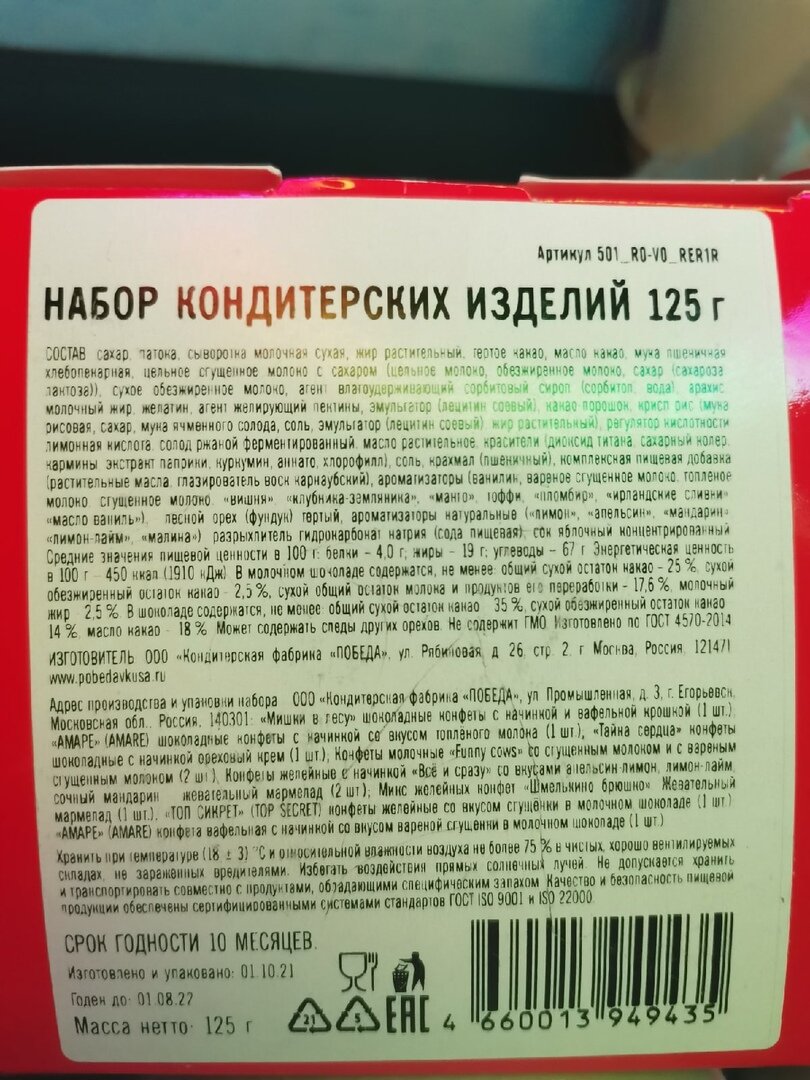 Артикул 501_RO-VO_RER1R
НАБОР КОНДИТЕРСКИХ ИЗДЕЛИЙ 125 г
СОСТАВ сахар, патока, сыворотка молочная сухая, жир растительный, тертое какао, масло какао, мука пшеничная
хлебопекарная, цельное сгущенное молоко с сахаром (цельное молоко, обезжиренное молоко, сахар (сахароза
лактоза)), сухое обезжиренное молоко, агент влагоудерживающий сорбитовый сироп (сорбитол, вода) арахис
молочный жир, желатин, агент желирующий пектины, эмульгатор (лецитин соевый), какао-порошок, крисп рис (мука
рисовая, сахар, мука ячменного солода, соль, эмульгатор (лецитин соевый) жир растительный), регулятор кислотности
лимонная кислота, солод ржаной ферментированный, масло растительное, красители (диоксид титана, сахарный колер,
кармины экстракт паприки, куркумин, аннато, хлорофилл), соль, крахмал (пшеничный), комплексная пищевая добавка
(растительные масла, глазирователь воск карнаубский), ароматизаторы (ванилин, вареное сгущенное молоко, топленое
молоко, сгущенное молоко, «вишня», «клубника-земляника», «манго», тоффи, «пломбир», «ирландские сливки»
«масло ваниль»), лесной орех (фундук) тертый, ароматизаторы натуральные («лимон», «апельсин», «мандарин»
«лимон-лайм», «малина») разрыхлитель гидрокарбонат натрия (сода пищевая), сок яблочный концентрированный
Средние значения пищевой ценности в 100 г: белки - 4,0 г, жиры - 19 г; углеводы - 67 г Энергетическая ценность
в 100 г - 450 ккал (1910 кДж). В молочном шоколаде содержатся, не менее: общий сухой остаток какао - 25 %, сухой
обезжиренный остаток какао - 2,5 %, сухой общий остаток молока и продуктов его переработки - 17,6 %, молочный
жир 2,5 %. В шоколаде содержатся, не менее общий сухой остаток какао 35 %, сухой обезжиренный остаток какао
14 %, масло какао - 18 %. Может содержать следы других орехов. Не содержит ГМО. Изготовлено по ГОСТ 4570-2014
ИЗГОТОВИТЕЛЬ ООО «Кондитерская фабрика «ПОБЕДА», ул. Рябиновая, д 26, стр 2, г Москва, Россия, 121471
www.pobedavkusa.ru
Адрес производства и упаковки набора ООО «Кондитерская фабрика «ПОБЕДА», ул Промышленная, д. 3, г. Егорьевск,
Московская обл., Россия, 140301: «Мишки в лесу» шоколадные конфеты с начинкой и вафельной крошкой (1 шт.)
«АМАРЕ» (AMARE) шоколадные конфеты с начинкой со вкусом топлёного молока (1 шт.), «Тайна сердца» конфеты
шоколадные с начинкой ореховый крем (1 шт.), Конфеты молочные «Funny cows» со сгущенным молоком и с вареным
сгущенным молоком (2 шт), Конфеты желейные с начинкой «Всё и сразу» со вкусами апельсин-лимон, лимон-лайм,
сочный мандарин жевательный мармелад (2 шт); Микс желейных конфет «Шмелькино брюшко» Жевательный
мармелад (1 шт.), «ТОП СИКРЕТ» (TOP SECRET) конфеты желейные со вкусом сгущёнки в молочном шоколаде (1 шт)
«АМАРЕ» (AMARE) конфета вафельная с начинкой со вкусом вареной сгущенки в молочном шоколаде (1 шт.)
Хранить при температуре (18 ± 3) °С и относительной влажности воздуха не более 75 % в чистых, хорошо вентилируемых
складах, не зараженных вредителями. Избегать воздействия прямых солнечных лучей. Не допускается хранить
и транспортировать совместно с продуктами, обладающими специфическим запахом. Качество и безопасность пищевой
продукции обеспечены сертифицированными системами стандартов ГОСТ ISO 9001 и ISO 22000
СРОК ГОДНОСТИ 10 МЕСЯЦЕВ.
Изготовлено и упаковано: 01.10.21
Годен до: 01.08.22
Масса нетто: 125 г
21 5 EAC
4 660013 949435